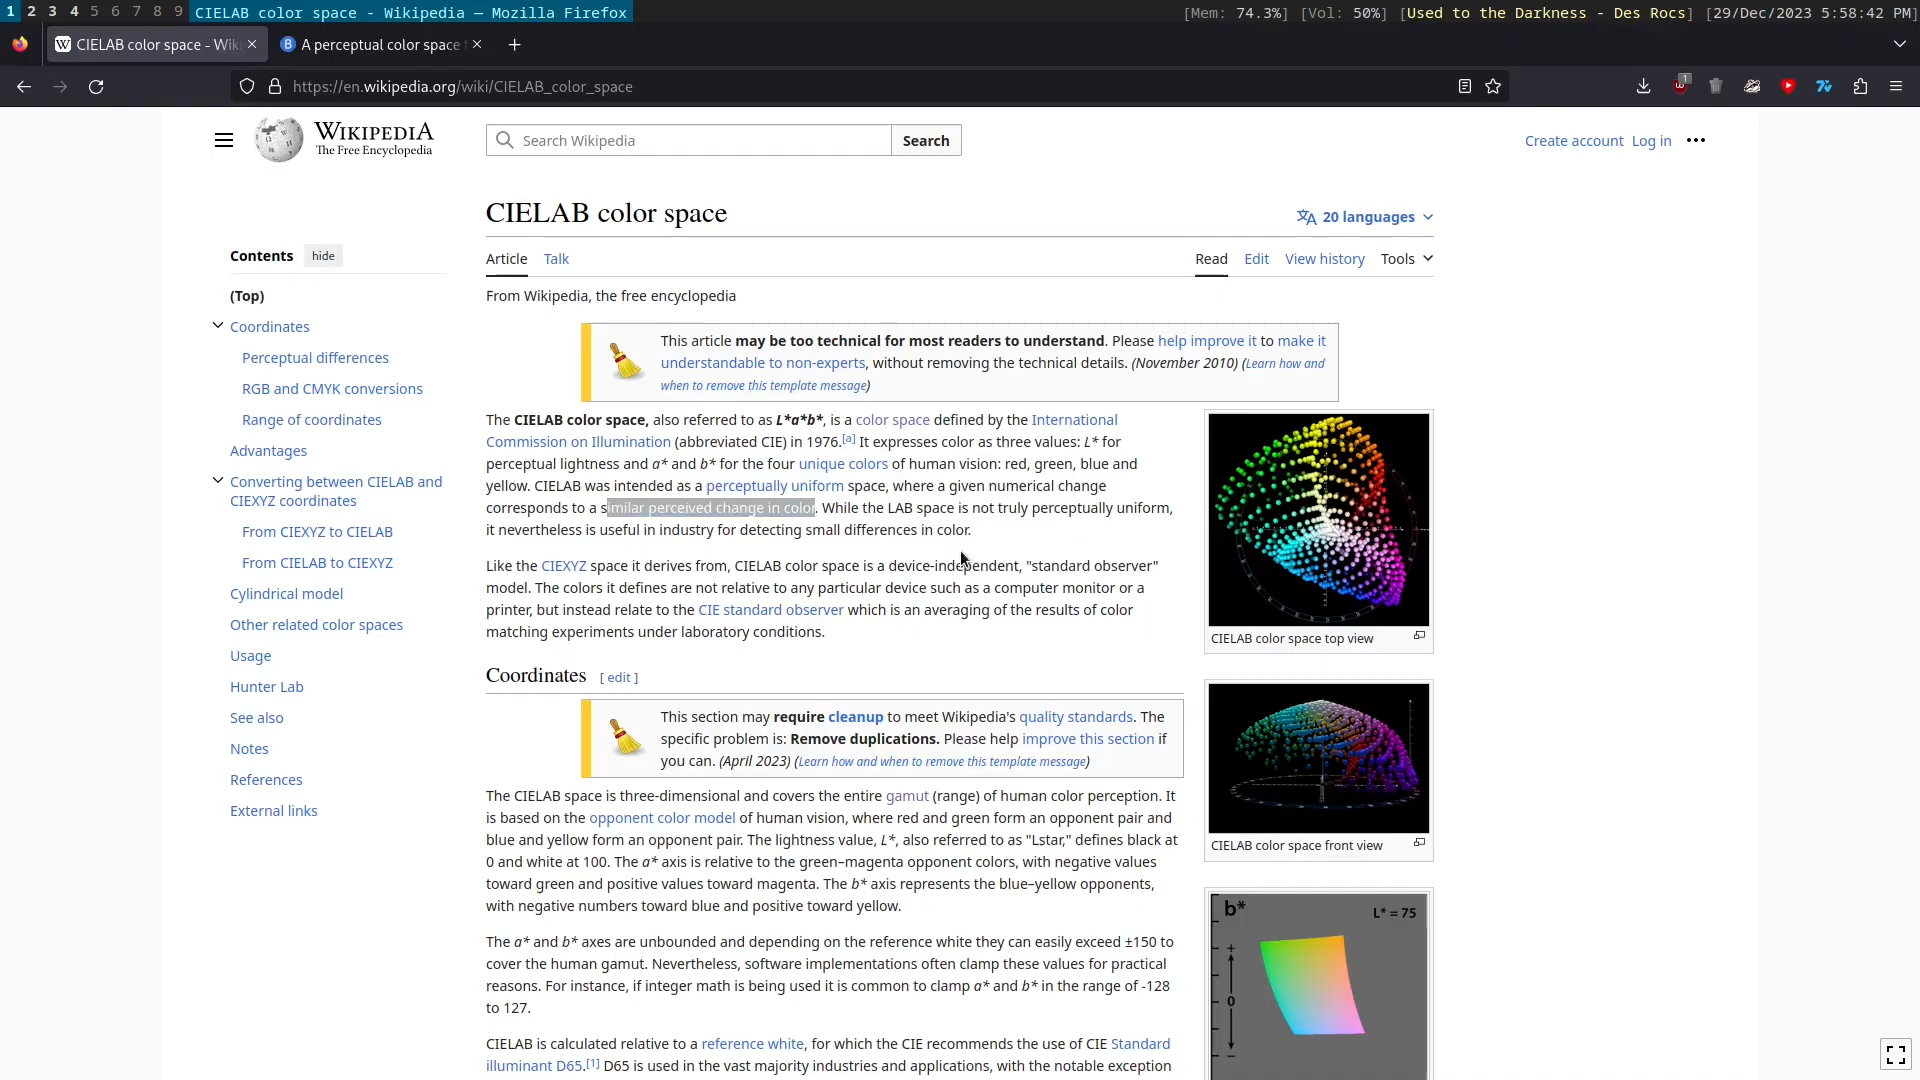 1 2 3 4 5 6 7 8 9 CIELAB color space - Wikipedia — Mozilla Firefox [Mem: 74.3%] [Vol: 50%] [Used to the Darkness - Des Rocs] [29/Dec/2023 5:58:42 PM]
CIELAB color space - Wiki
A perceptual color space f
https://en.wikipedia.org/wiki/CIELAB_color_space
1
WIKIPEDIA
The Free Encyclopedia
Search Wikipedia
Search
Create account Log in
CIELAB color space
20 languages
Article Talk
Read Edit View history Tools
From Wikipedia, the free encyclopedia
Contents hide
(Top)
Coordinates
Perceptual differences
RGB and CMYK conversions
Range of coordinates
Advantages
Converting between CIELAB and
CIEXYZ coordinates
From CIEXYZ to CIELAB
From CIELAB to CIEXYZ
Cylindrical model
Other related color spaces
Usage
Hunter Lab
See also
Notes
References
External links
This article may be too technical for most readers to understand. Please help improve it to make it
understandable to non-experts, without removing the technical details. (November 2010) (Learn how and
when to remove this template message)
The CIELAB color space, also referred to as L*a*b*, is a color space defined by the International
Commission on Illumination (abbreviated CIE) in 1976.[a] It expresses color as three values: L* for
perceptual lightness and a* and b* for the four unique colors of human vision: red, green, blue and
yellow. CIELAB was intended as a perceptually uniform space, where a given numerical change
corresponds to a similar perceived change in color. While the LAB space is not truly perceptually uniform,
it nevertheless is useful in industry for detecting small differences in color.
Like the CIEXYZ space it derives from, CIELAB color space is a device-independent, "standard observer"
model. The colors it defines are not relative to any particular device such as a computer monitor or a
printer, but instead relate to the CIE standard observer which is an averaging of the results of color
matching experiments under laboratory conditions.
Coordinates [ edit ]
This section may require cleanup to meet Wikipedia's quality standards. The
specific problem is: Remove duplications. Please help improve this section if
you can. (April 2023) (Learn how and when to remove this template message)
The CIELAB space is three-dimensional and covers the entire gamut (range) of human color perception. It
is based on the opponent color model of human vision, where red and green form an opponent pair and
blue and yellow form an opponent pair. The lightness value, L*, also referred to as "Lstar," defines black at
0 and white at 100. The a* axis is relative to the green–magenta opponent colors, with negative values
toward green and positive values toward magenta. The b* axis represents the blue–yellow opponents,
with negative numbers toward blue and positive toward yellow.
The a* and b* axes are unbounded and depending on the reference white they can easily exceed ±150 to
cover the human gamut. Nevertheless, software implementations often clamp these values for practical
reasons. For instance, if integer math is being used it is common to clamp a* and b* in the range of -128
to 127.
CIELAB is calculated relative to a reference white, for which the CIE recommends the use of CIE Standard
illuminant D65.[1] D65 is used in the vast majority industries and applications, with the notable exception
CIELAB color space top view
CIELAB color space front view
b*
L* = 75
+
0
−